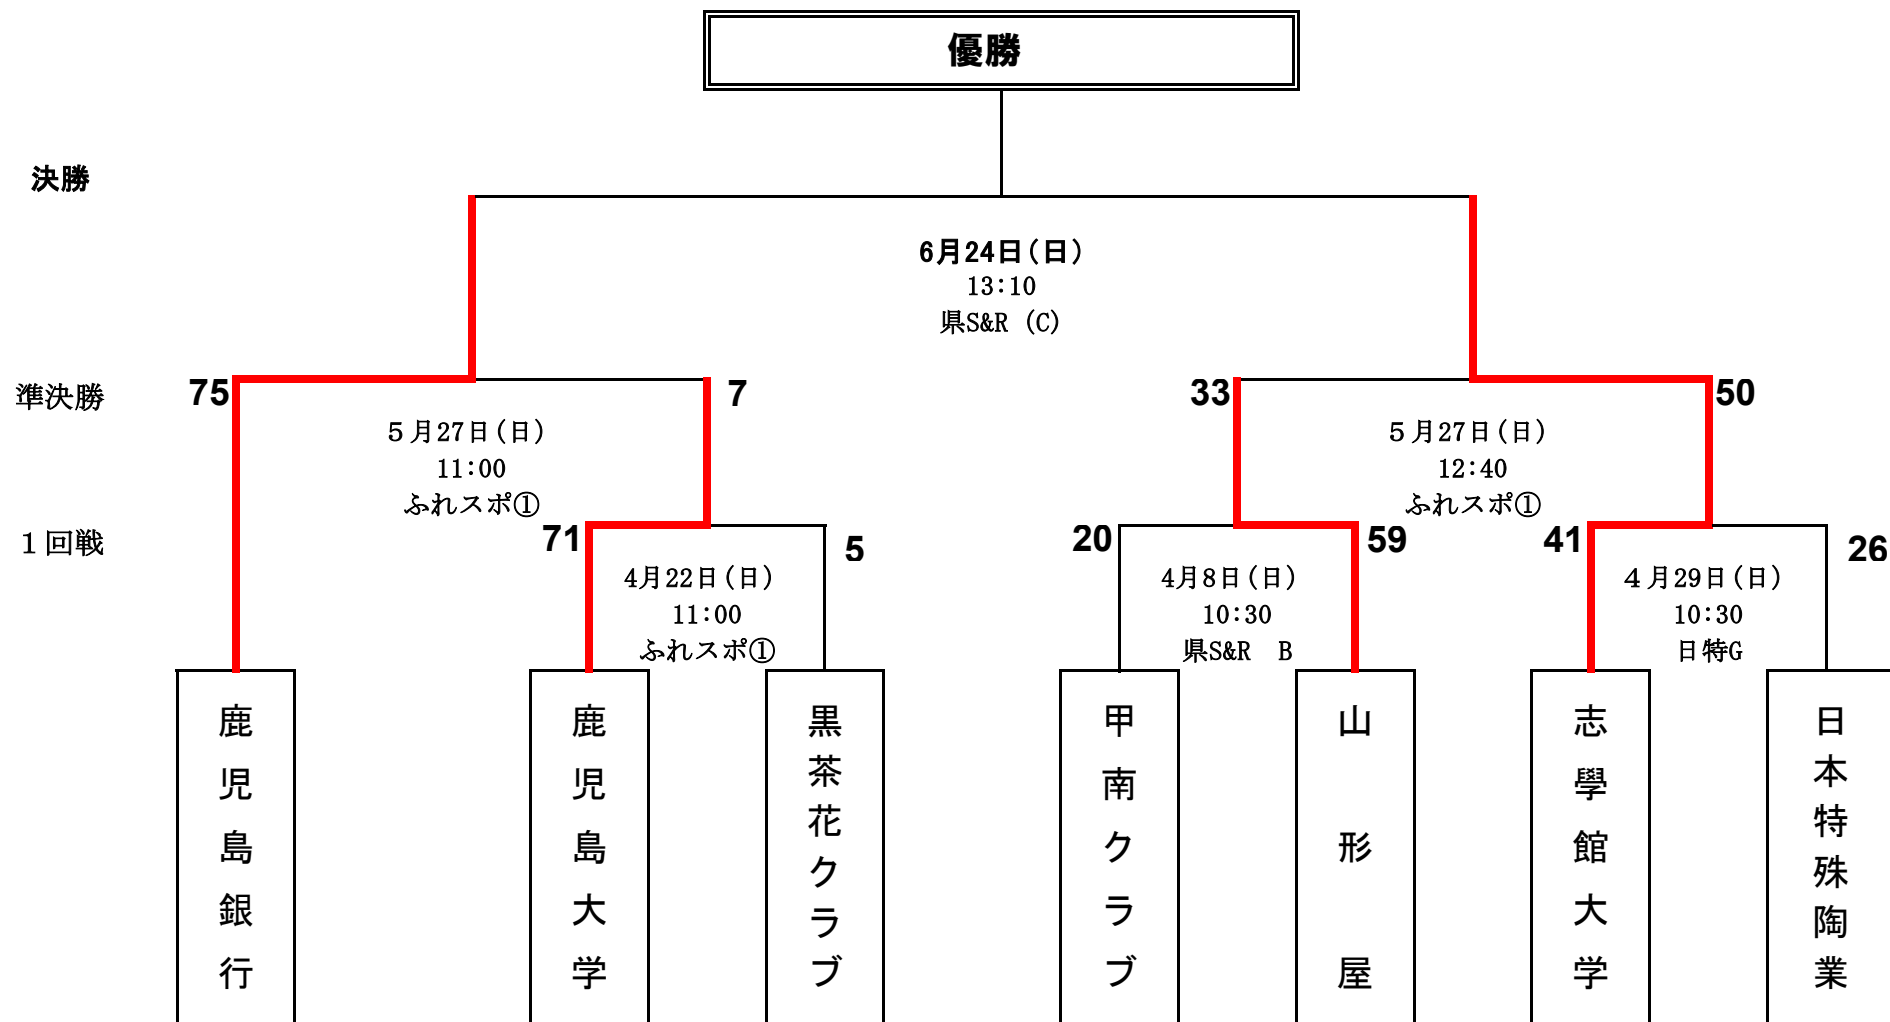 優勝
決勝
6月24日(日)
13:10
県S&R (C)
準決勝
75
7
33
50
５月27日(日)
11:00
ふれスポ①
５月27日(日)
12:40
ふれスポ①
１回戦
71
5
20
59
41
26
4月22日(日)
11:00
ふれスポ①
4月8日(日)
10:30
県S&R　B
４月29日(日)
10:30
日特G
鹿児島銀行
鹿児島大学
黒茶花クラブ
甲南クラブ
山形屋
志學館大学
日本特殊陶業